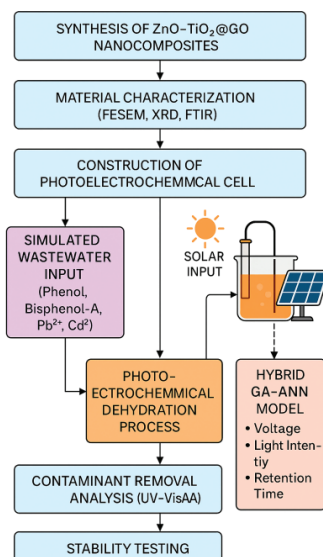 SYNTHESIS OF ZnO-TiO₂@GO
NANOCOMPOSITES
MATERIAL CHARACTERIZATION
(FESEM, XRD, FTIR)
CONSTRUCTION OF
PHOTOELECTROCHEMMCAL CELL
SIMULATED
WASTEWATER
INPUT
(Phenol,
Bisphenol-A,
Pb²⁺, Cd²)
SOLAR
INPUT
PHOTO-
ECTROCHEMMICAL
DEHYDRATION
PROCESS
HYBRID
GA-ANN
MODEL
• Voltage
• Light Inten-
tiy
• Retention
Time
CONTAMINANT REMOVAL
ANALYSIS (UV-VisAA)
STABILITY TESTING